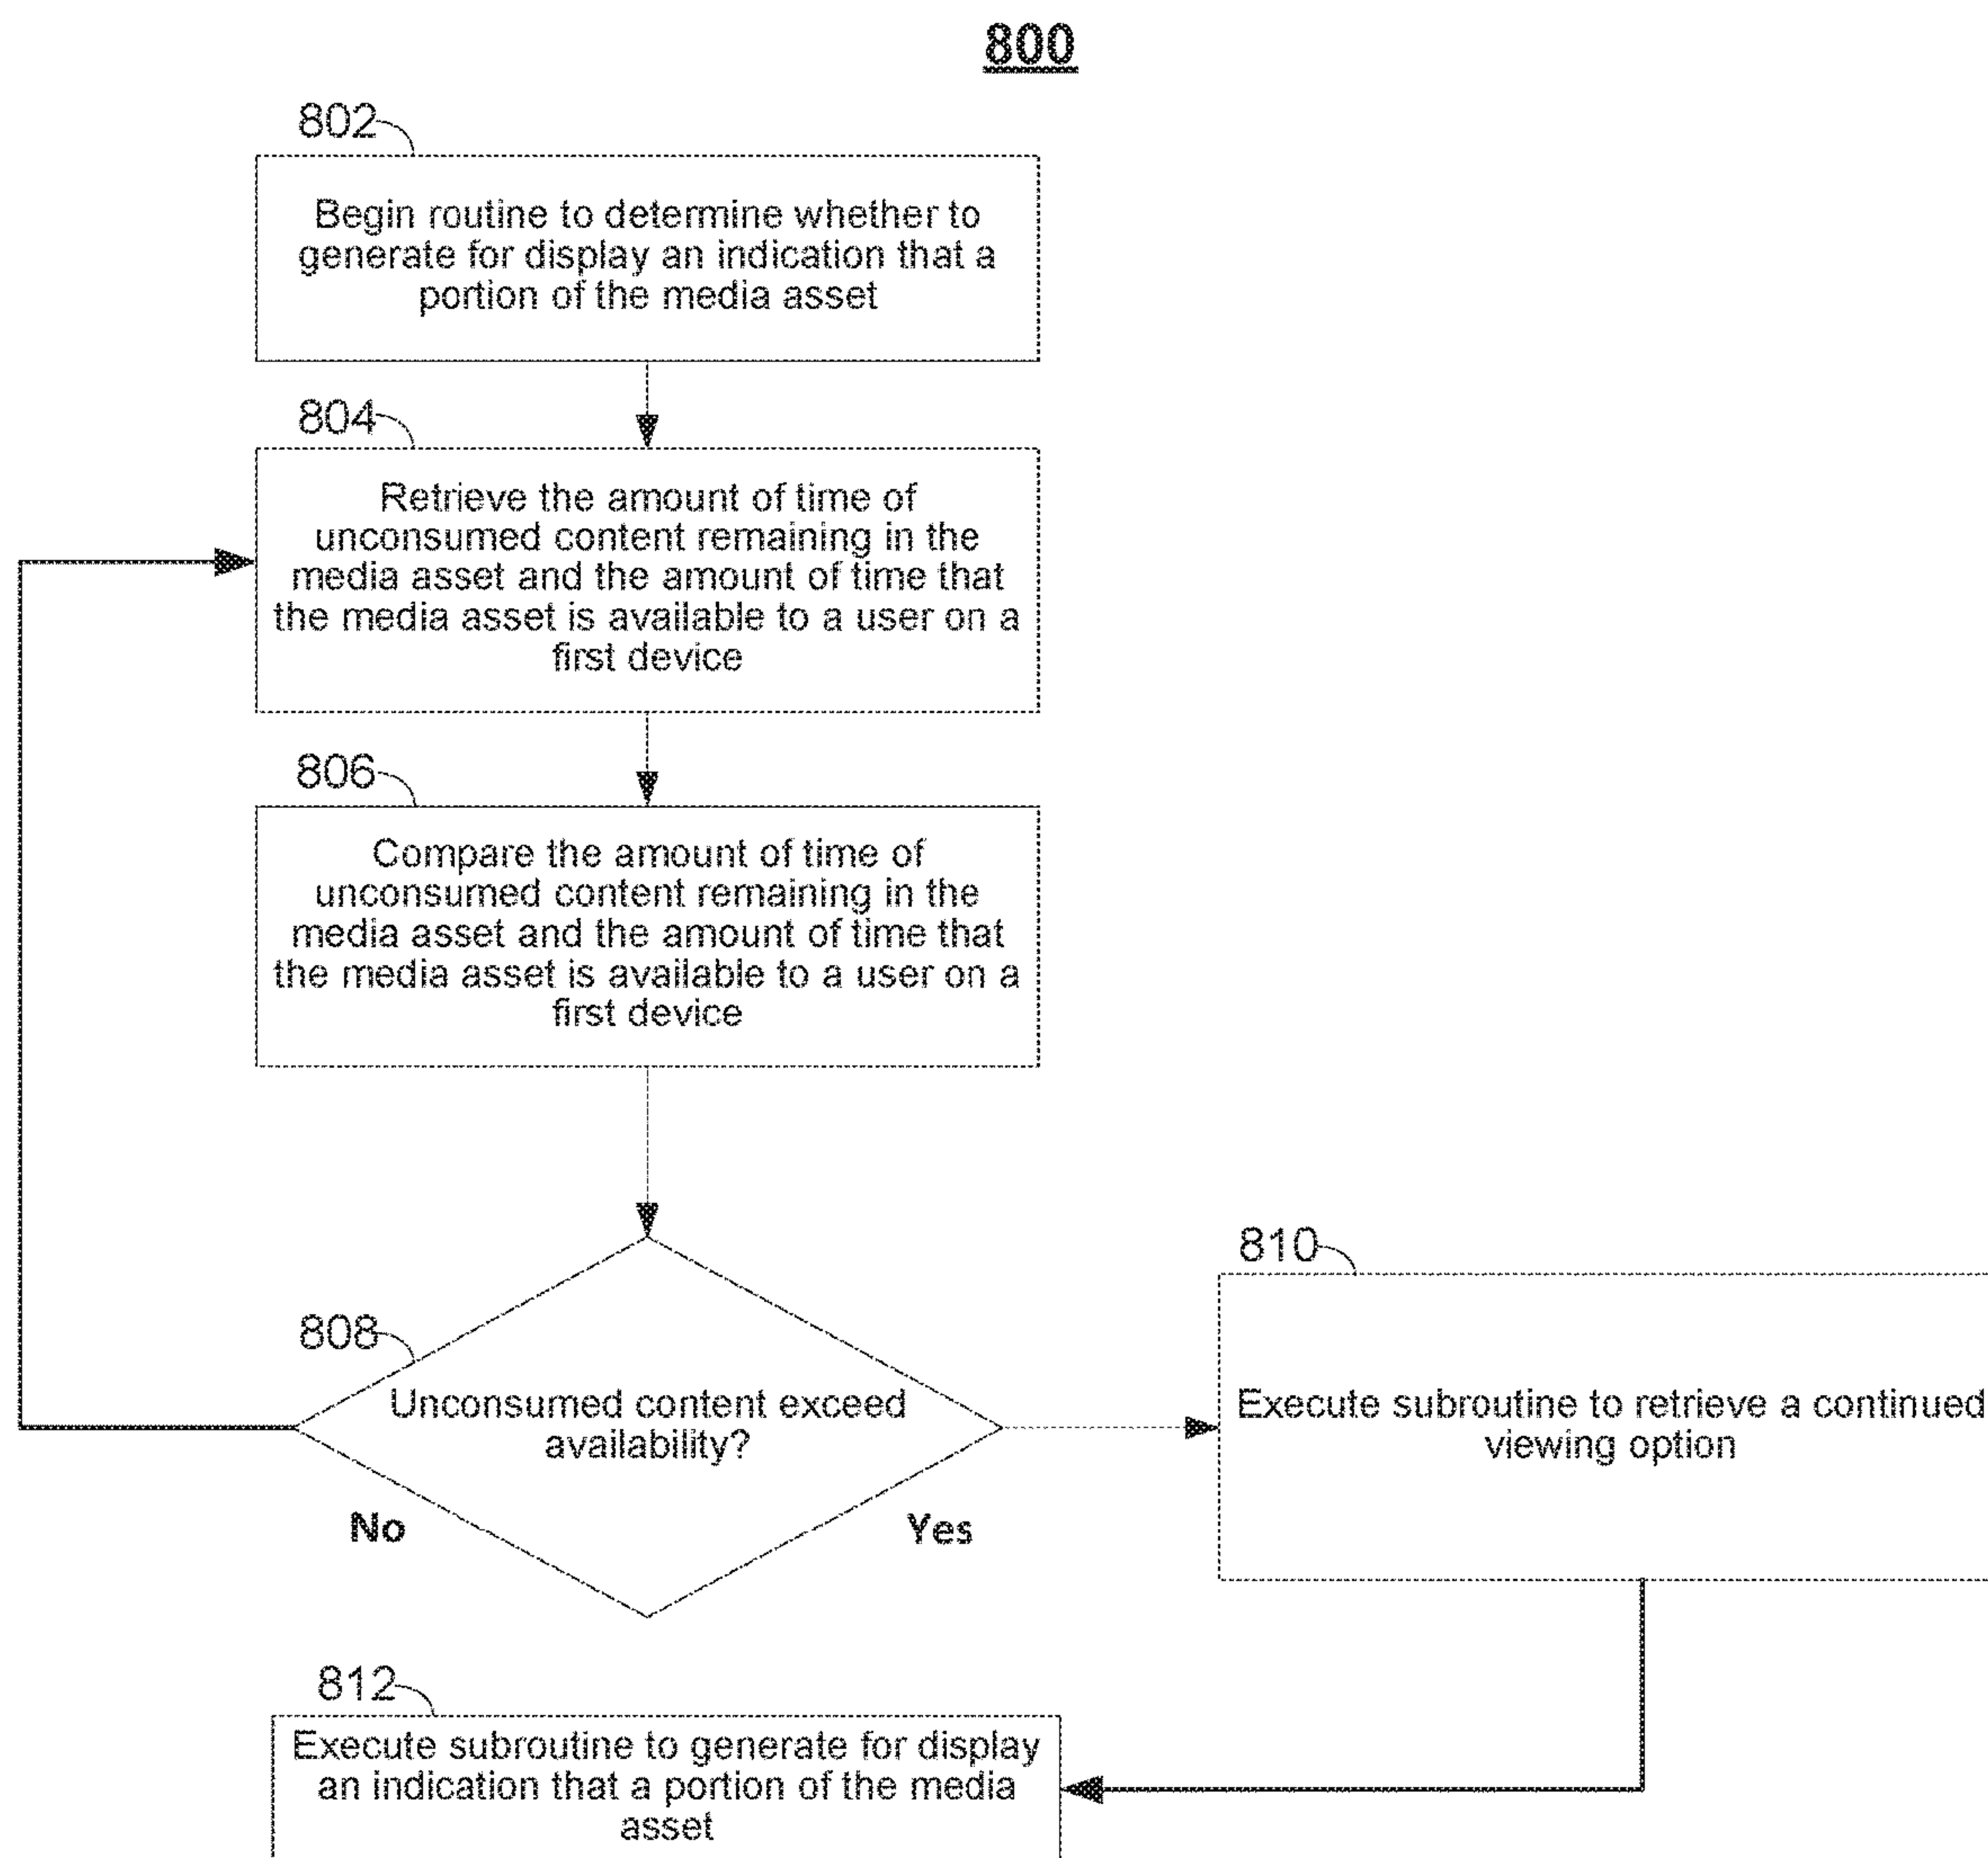 800
802
Begin routine to determine whether to
generate for display an indication that a
portion of the media asset
804
Retrieve the amount of time of
unconsumed content remaining in the
media asset and the amount of time that
the media asset is available to a user on a
first device
806
Compare the amount of time of
unconsumed content remaining in the
media asset and the amount of time that
the media asset is available to a user on a
first device
808
Unconsumed content exceed
availability?
No
Yes
810
Execute subroutine to retrieve a continued
viewing option
812
Execute subroutine to generate for display
an indication that a portion of the media
asset